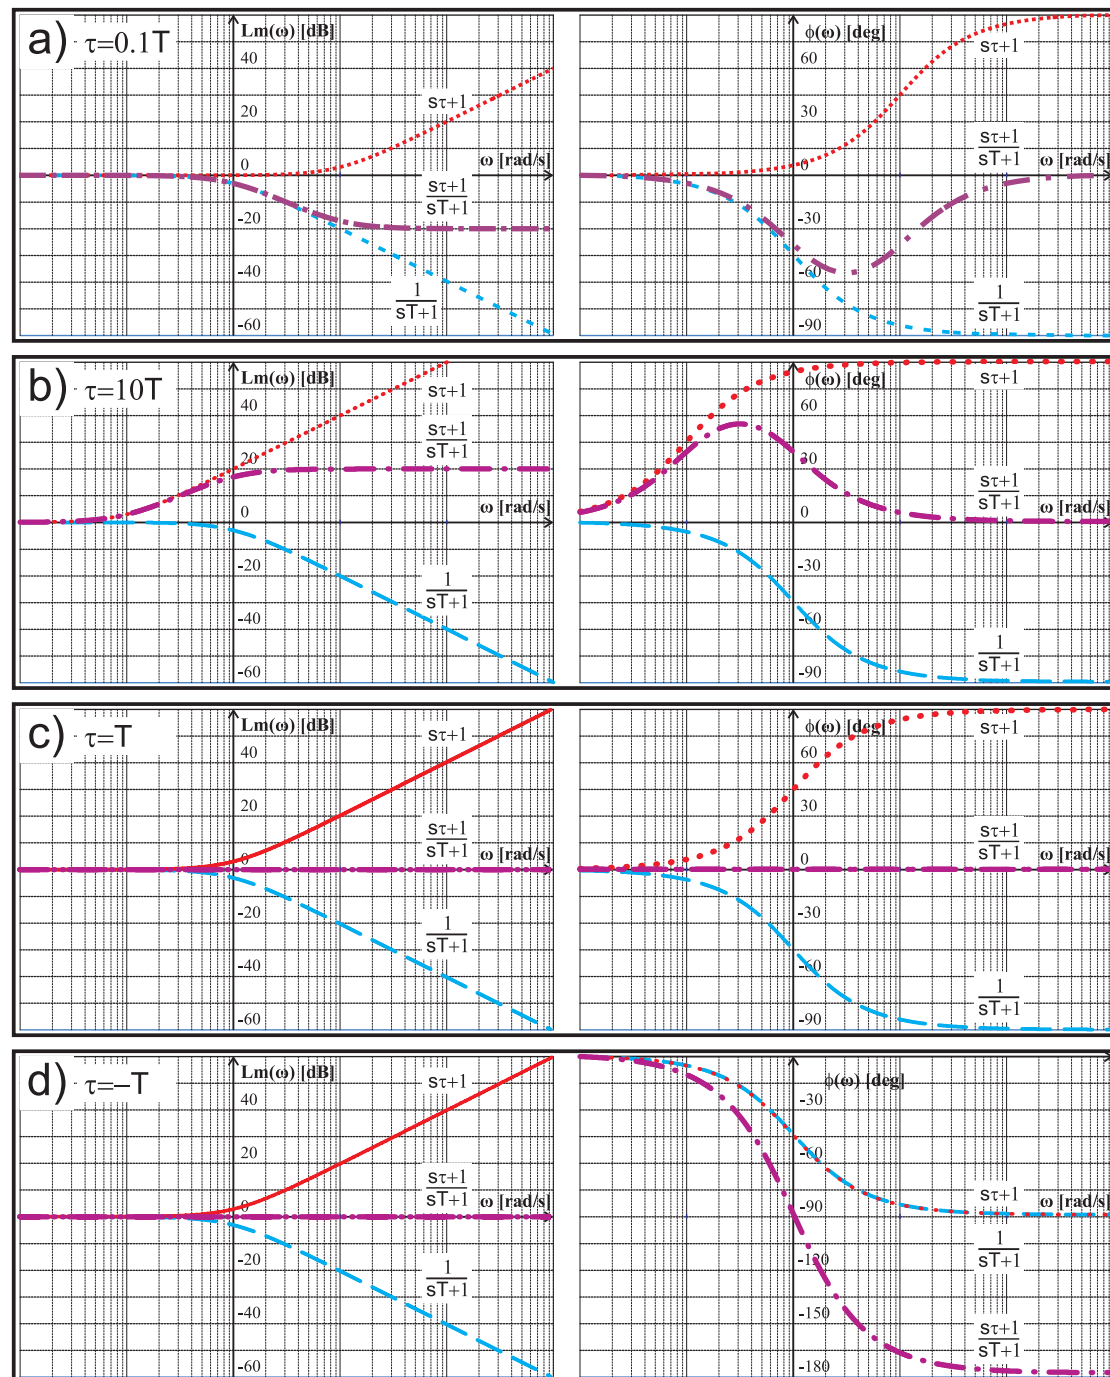 a) τ=0.1T
Lm(ω) [dB]
40
20
0
-20
-40
-60
sτ+1
ω [rad/s]
sτ+1
sT+1
1
sT+1
ϕ(ω) [deg]
60
30
0
-30
-60
-90
sτ+1
sτ+1
sT+1
ω [rad/s]
1
sT+1
b) τ=10T
Lm(ω) [dB]
40
20
0
-20
-40
-60
sτ+1
sτ+1
sT+1
ω [rad/s]
1
sT+1
ϕ(ω) [deg]
60
30
0
-30
-60
-90
sτ+1
sτ+1
sT+1
ω [rad/s]
1
sT+1
c) τ=T
Lm(ω) [dB]
40
20
0
-20
-40
-60
sτ+1
sτ+1
sT+1
ω [rad/s]
1
sT+1
ϕ(ω) [deg]
60
30
0
-30
-60
-90
sτ+1
sτ+1
sT+1
ω [rad/s]
1
sT+1
d) τ=−T
Lm(ω) [dB]
40
20
0
-20
-40
-60
sτ+1
sτ+1
sT+1
ω [rad/s]
1
sT+1
ϕ(ω) [deg]
-30
-60
-90
-120
-150
-180
sτ+1
ω [rad/s]
1
sT+1
sτ+1
sT+1